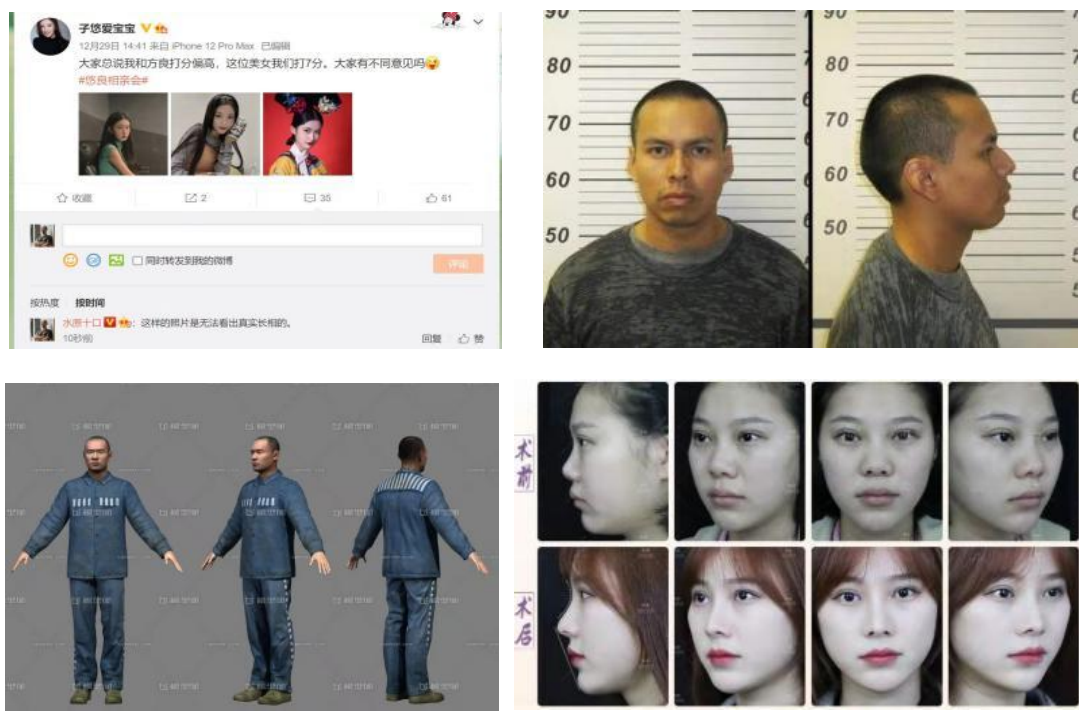 子悠爱宝宝
12月29日 14:41 来自 iPhone 12 Pro Max 已编辑
大家总说我和方良打分偏高，这位美女我们打7分。大家有不同意见吗
#悠良相亲会#
收藏
2
35
61
同时转发到我的微博
评论
按热度 按时间
水原十口：这样的照片是无法看出真实长相的。
10秒前 回复 赞
90
80 80
70 70
60 60
50 50
术前
术后